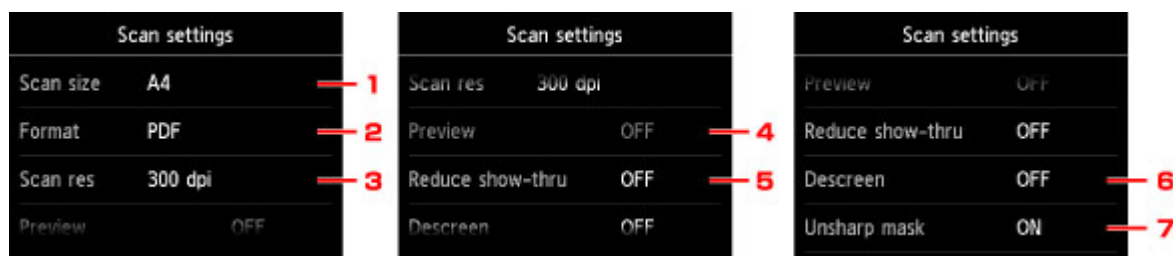 Scan settings
Scan size A4 1
Format PDF 2
Scan res 300 dpi 3
Preview OFF
Scan settings
Scan res 300 dpi
Preview OFF 4
Reduce show-thru OFF 5
Descreen OFF
Scan settings
Preview OFF
Reduce show-thru OFF
Descreen OFF 6
Unsharp mask ON 7